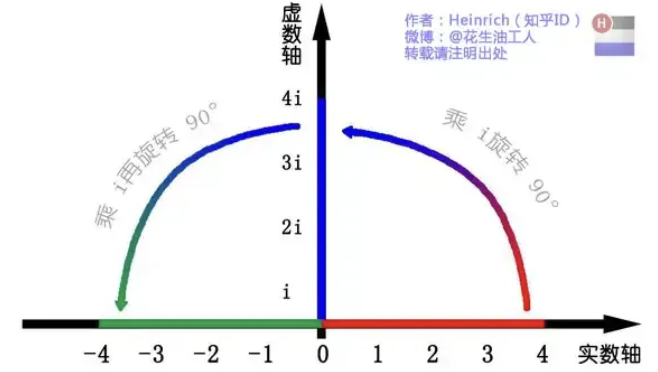 虚数轴
作者：Heinrich（知乎ID）
微博：@花生油工人
转载请注明出处
H
4i
3i
2i
i
乘 i再旋转 90°
乘 i旋转 90°
-4 -3 -2 -1 0 1 2 3 4 实数轴